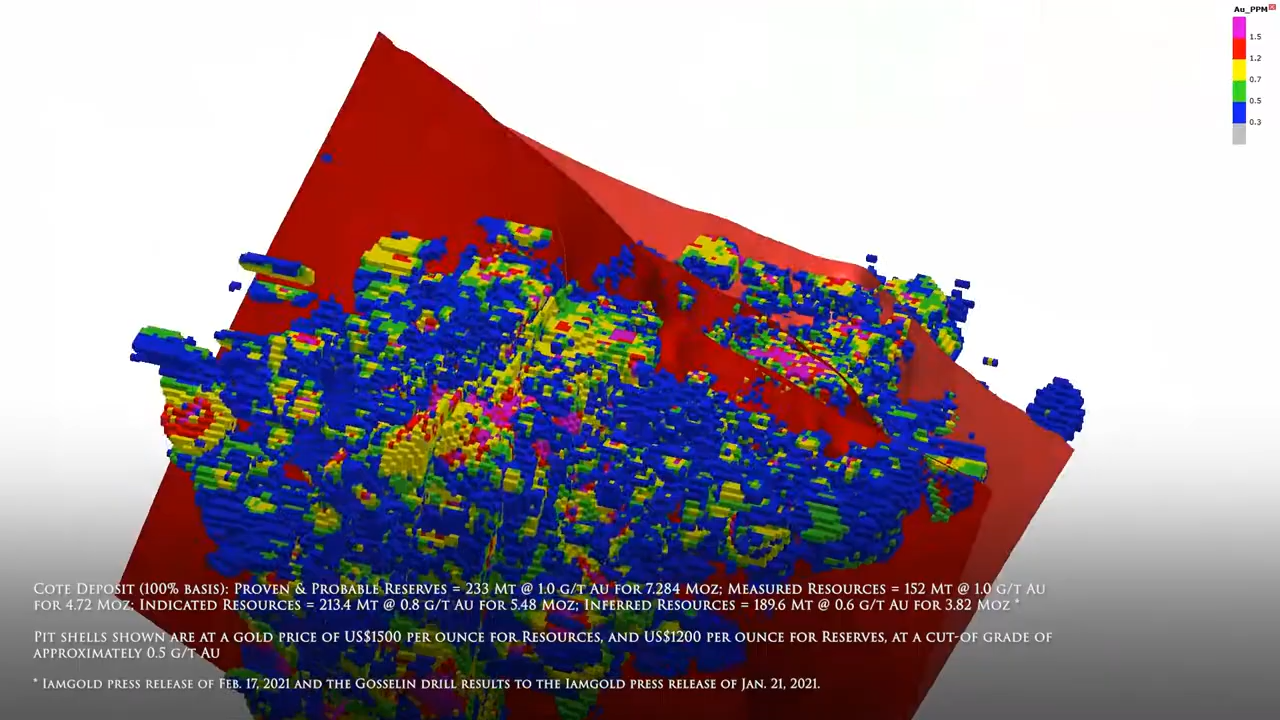 Au_PPM
1.5
1.2
0.7
0.5
0.3
Cote Deposit (100% basis): Proven & Probable Reserves = 233 Mt @ 1.0 g/t Au for 7.284 Moz; Measured Resources = 152 Mt @ 1.0 g/t Au
for 4.72 Moz; Indicated Resources = 213.4 Mt @ 0.8 g/t Au for 5.48 Moz; Inferred Resources = 189.6 Mt @ 0.6 g/t Au for 3.82 Moz *
Pit shells shown are at a gold price of US$1500 per ounce for Resources, and US$1200 per ounce for Reserves, at a cut-of grade of
approximately 0.5 g/t Au
* Iamgold press release of Feb. 17, 2021 and the Gosselin drill results to the Iamgold press release of Jan. 21, 2021.